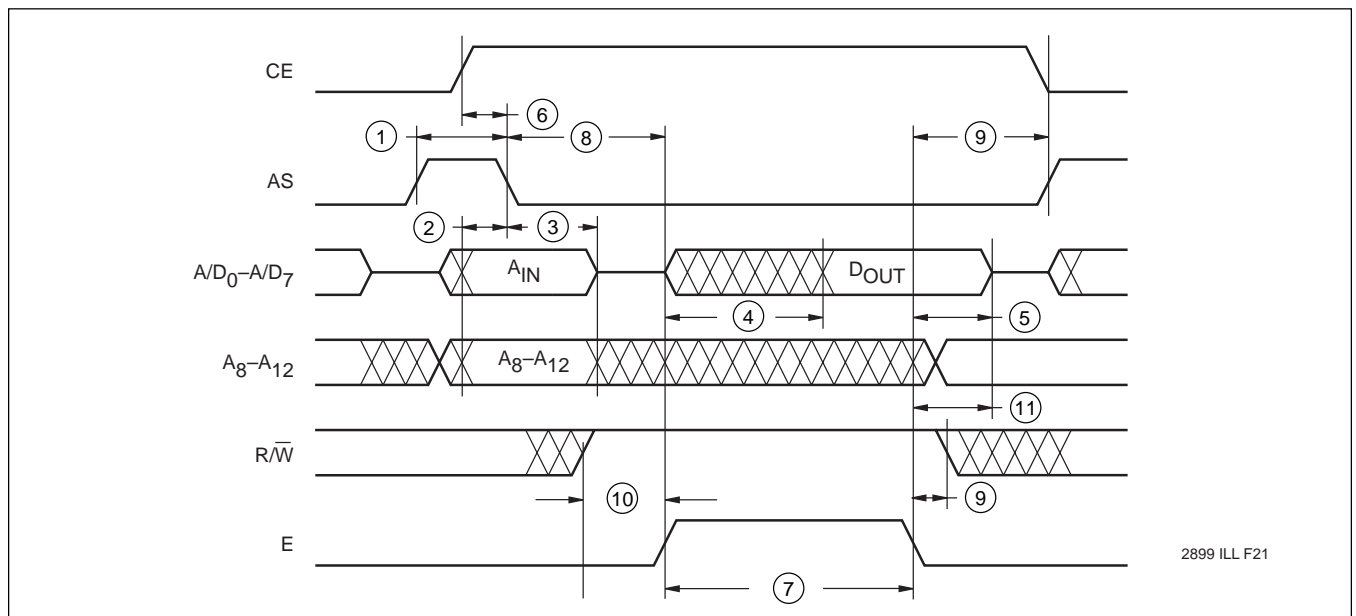 CE
6
1
8
9
AS
2
3
A/D0–A/D7
AIN
DOUT
4
5
A8–A12
A8–A12
11
R/W̅
10
9
E
2899 ILL F21
7